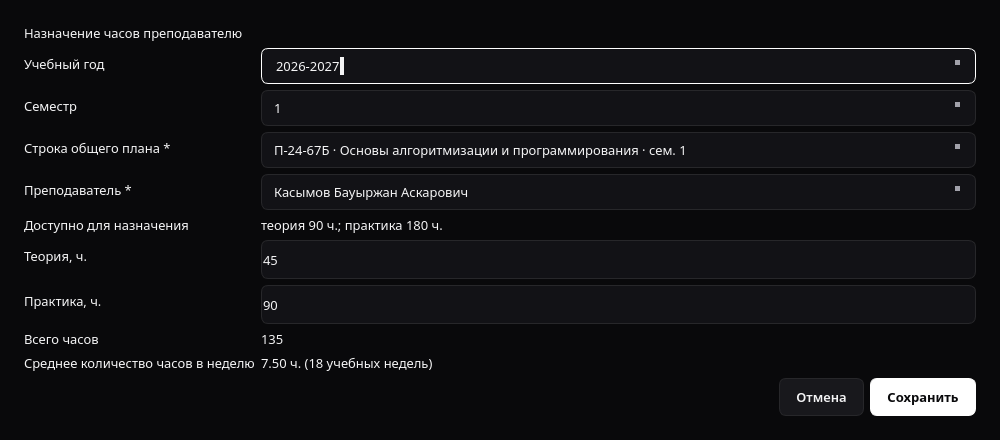 Назначение часов преподавателю
Учебный год 2026-2027
Семестр 1
Строка общего плана * П-24-67Б · Основы алгоритмизации и программирования · сем. 1
Преподаватель * Касымов Бауыржан Аскарович
Доступно для назначения теория 90 ч.; практика 180 ч.
Теория, ч. 45
Практика, ч. 90
Всего часов 135
Среднее количество часов в неделю 7.50 ч. (18 учебных недель)
Отмена Сохранить